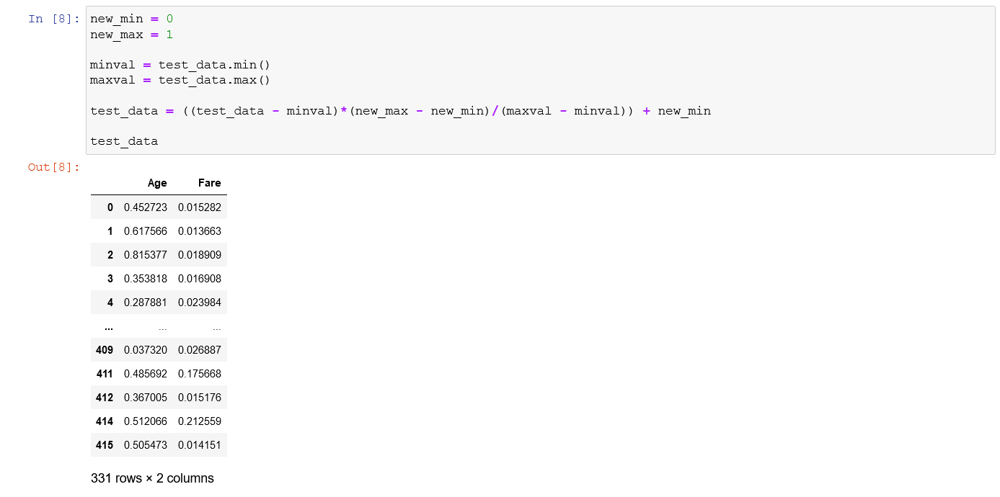 In [8]: new_min = 0
new_max = 1
minval = test_data.min()
maxval = test_data.max()
test_data = ((test_data - minval)*(new_max - new_min)/(maxval - minval)) + new_min
test_data
Out[8]:
Age Fare
0 0.452723 0.015282
1 0.617566 0.013663
2 0.815377 0.018909
3 0.353818 0.016908
4 0.287881 0.023984
... ... ...
409 0.037320 0.026887
411 0.485692 0.175668
412 0.367005 0.015176
414 0.512066 0.212559
415 0.505473 0.014151
331 rows × 2 columns